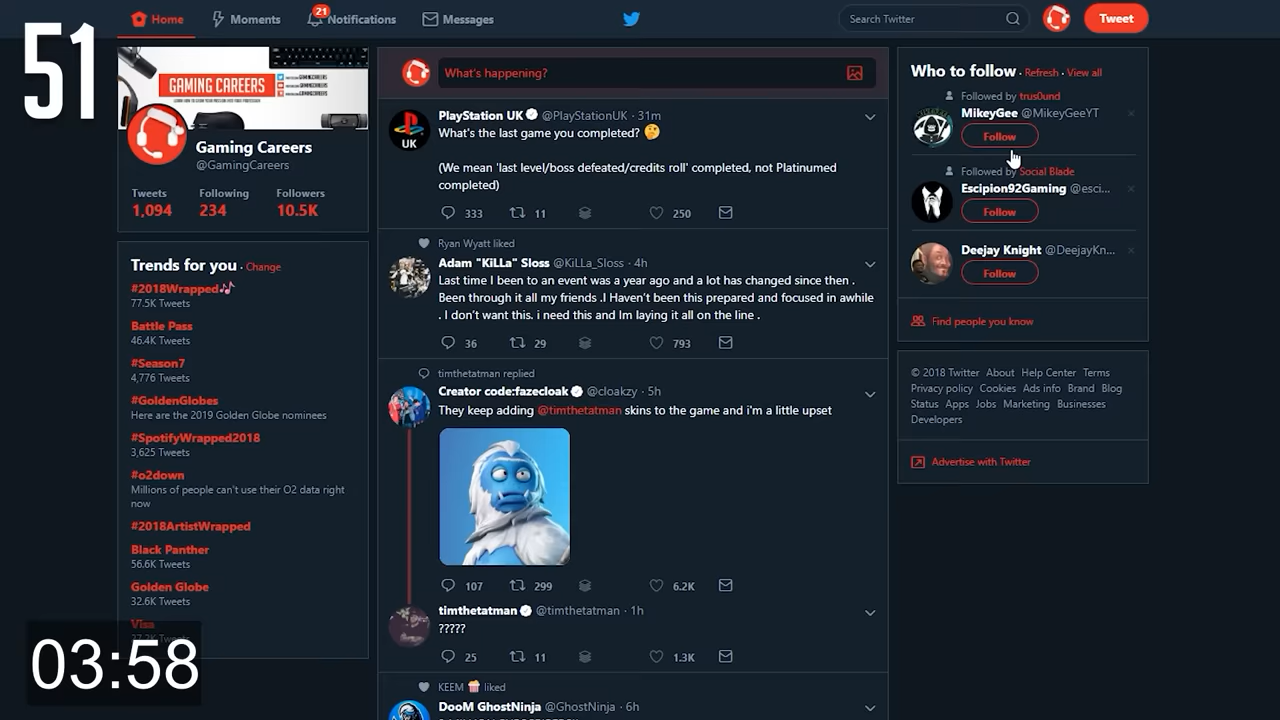 51
Home
Moments
21
Notifications
Messages
Search Twitter
Tweet
GAMING CAREERS
Gaming Careers
@GamingCareers
Tweets
Following
Followers
1,094
234
10.5K
Trends for you · Change
#2018Wrapped
77.5K Tweets
Battle Pass
46.4K Tweets
#Season7
4,776 Tweets
#GoldenGlobes
Here are the 2019 Golden Globe nominees
#SpotifyWrapped2018
3,625 Tweets
#o2down
Millions of people can't use their O2 data right
now
#2018ArtistWrapped
Black Panther
56.6K Tweets
Golden Globe
32.6K Tweets
Visa
03:58
What's happening?
UK
PlayStation UK @PlayStationUK · 31m
What's the last game you completed? 🤔
(We mean 'last level/boss defeated/credits roll' completed, not Platinumed
completed)
333 11 250
Ryan Wyatt liked
Adam "KiLLa" Sloss @KiLLa_Sloss · 4h
Last time I been to an event was a year ago and a lot has changed since then .
Been through it all my friends .I Haven't been this prepared and focused in awhile
. I don't want this. i need this and Im laying it all on the line .
36 29 793
timthetatman replied
Creator code:fazecloak @cloakzy · 5h
They keep adding @timthetatman skins to the game and i'm a little upset
107 299 6.2K
timthetatman @timthetatman · 1h
?????
25 11 1.3K
KEEM 🍿 liked
DooM GhostNinja @GhostNinja · 6h
Who to follow · Refresh · View all
Followed by trus0und
MikeyGee @MikeyGeeYT
Follow
Followed by Social Blade
Escipion92Gaming @esci...
Follow
Deejay Knight @DeejayKn...
Follow
Find people you know
© 2018 Twitter About Help Center Terms
Privacy policy Cookies Ads info Brand Blog
Status Apps Jobs Marketing Businesses
Developers
Advertise with Twitter